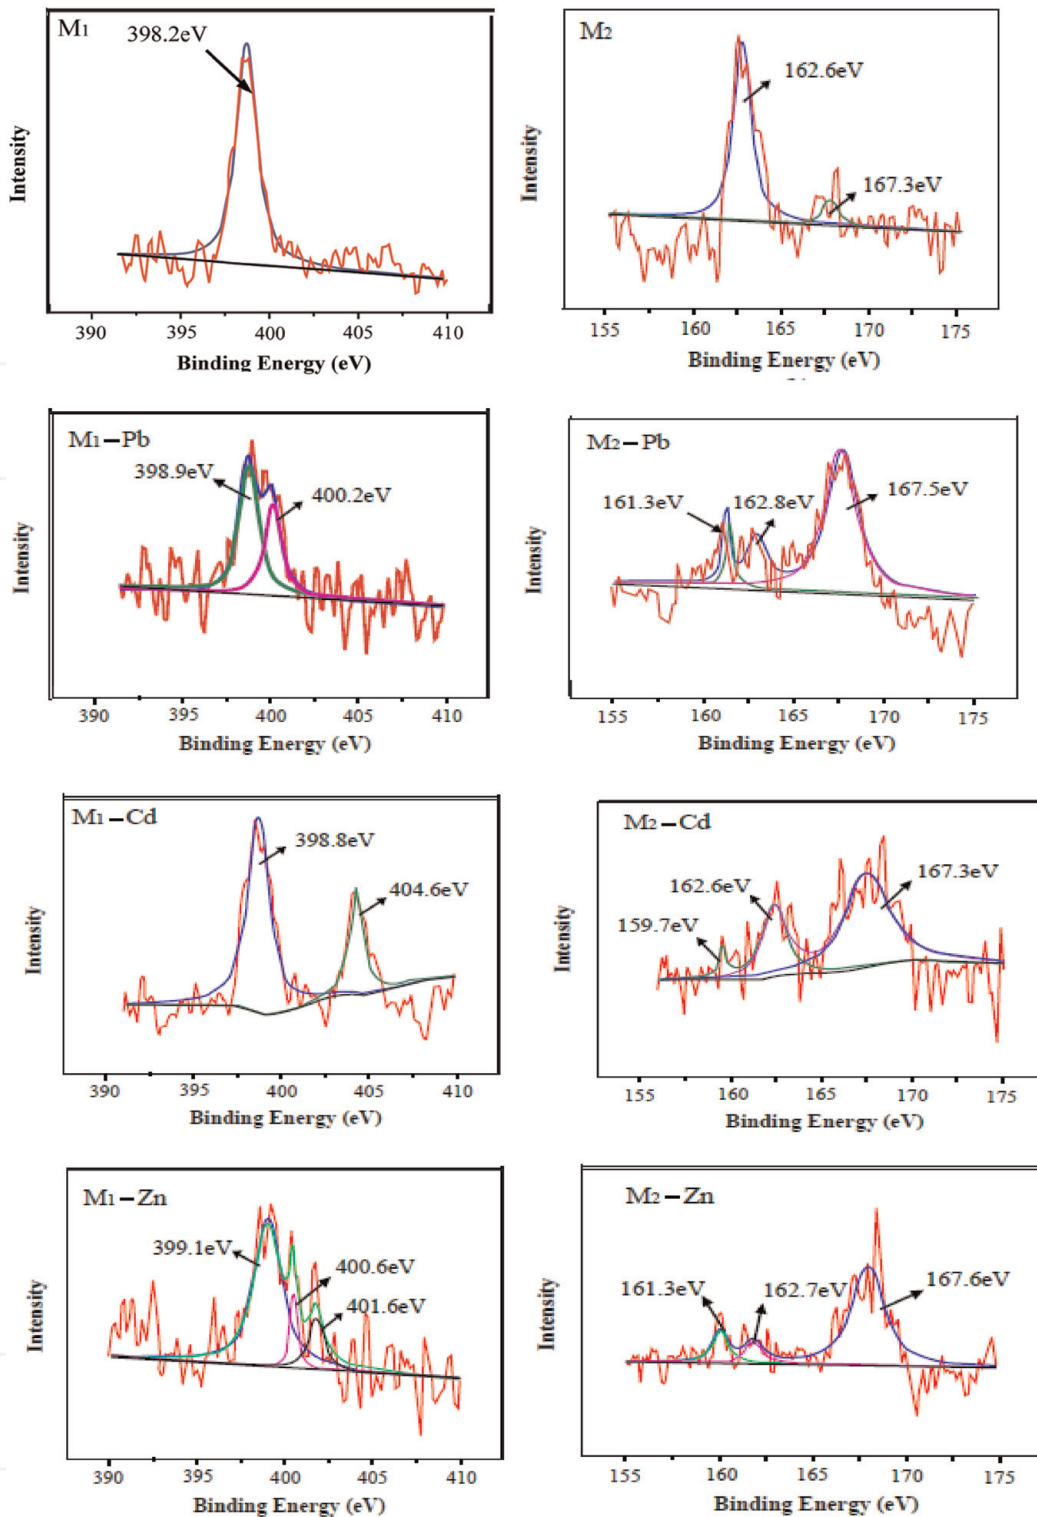 M1
398.2eV
Intensity
390 395 400 405 410
Binding Energy (eV)
M2
162.6eV
167.3eV
Intensity
155 160 165 170 175
Binding Energy (eV)
M1–Pb
398.9eV
400.2eV
Intensity
390 395 400 405 410
Binding Energy (eV)
M2–Pb
161.3eV
162.8eV
167.5eV
Intensity
155 160 165 170 175
Binding Energy (eV)
M1–Cd
398.8eV
404.6eV
Intensity
390 395 400 405 410
Binding Energy (eV)
M2–Cd
162.6eV
167.3eV
159.7eV
Intensity
155 160 165 170 175
Binding Energy (eV)
M1–Zn
399.1eV
400.6eV
401.6eV
Intensity
390 395 400 405 410
Binding Energy (eV)
M2–Zn
161.3eV
162.7eV
167.6eV
Intensity
155 160 165 170 175
Binding Energy (eV)